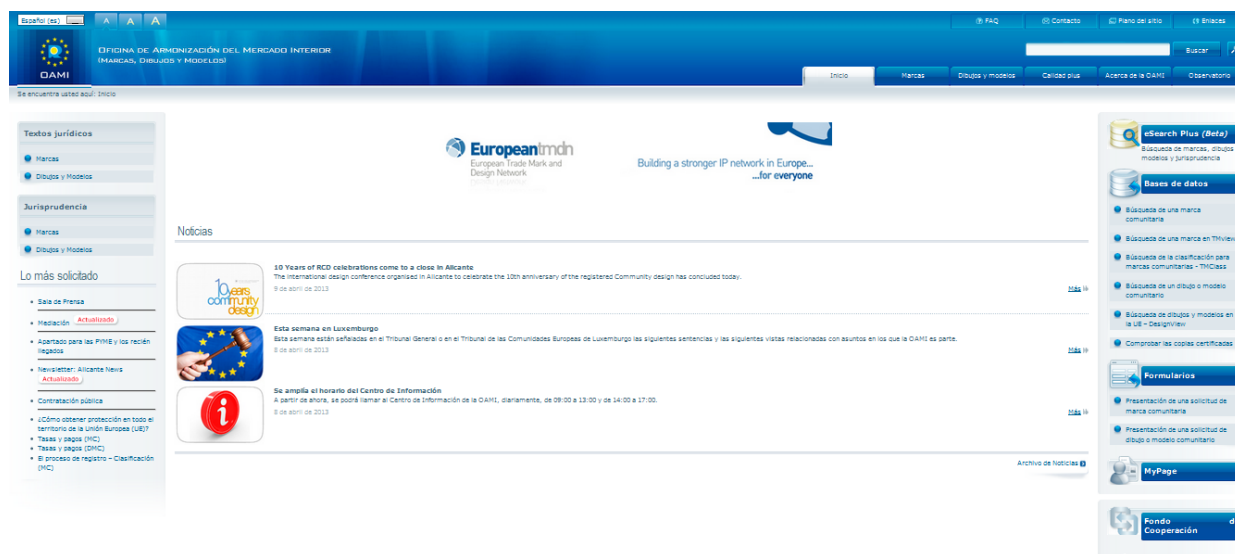 Español (es)
A A A
FAQ
Contacto
Plano del sitio
Enlaces
OAMI
OFICINA DE ARMONIZACIÓN DEL MERCADO INTERIOR
(MARCAS, DIBUJOS Y MODELOS)
Buscar
Inicio
Marcas
Dibujos y modelos
Calidad plus
Acerca de la OAMI
Observatorio
Se encuentra usted aquí: Inicio
Textos jurídicos
Marcas
Dibujos y Modelos
Jurisprudencia
Marcas
Dibujos y Modelos
Lo más solicitado
Sala de Prensa
Mediación Actualizado
Apartado para las PYME y los recién
llegados
Newsletter: Alicante News
Actualizado
Contratación pública
¿Cómo obtener protección en todo el
territorio de la Unión Europea (UE)?
Tasas y pagos (MC)
Tasas y pagos (DMC)
El proceso de registro – Clasificación
(MC)
Europeantmdn
European Trade Mark and
Design Network
Building a stronger IP network in Europe...
...for everyone
Noticias
10 years
community
design
10 Years of RCD celebrations come to a close in Alicante
The international design conference organised in Alicante to celebrate the 10th anniversary of the registered Community design has concluded today.
9 de abril de 2013
Más
Esta semana en Luxemburgo
Esta semana están señaladas en el Tribunal General o en el Tribunal de las Comunidades Europeas de Luxemburgo las siguientes sentencias y las siguientes vistas relacionadas con asuntos en los que la OAMI es parte.
8 de abril de 2013
Más
i
Se amplía el horario del Centro de Información
A partir de ahora, se podrá llamar al Centro de Información de la OAMI, diariamente, de 09:00 a 13:00 y de 14:00 a 17:00.
8 de abril de 2013
Más
Archivo de Noticias
eSearch Plus (Beta)
Búsqueda de marcas, dibujos
modelos y jurisprudencia
Bases de datos
Búsqueda de una marca
comunitaria
Búsqueda de una marca en TMview
Búsqueda de la clasificación para
marcas comunitarias - TMClass
Búsqueda de un dibujo o modelo
comunitario
Búsqueda de dibujos y modelos en
la UE – DesignView
Comprobar las copias certificadas
Formularios
Presentación de una solicitud de
marca comunitaria
Presentación de una solicitud de
dibujo o modelo comunitario
MyPage
Fondo d
Cooperación